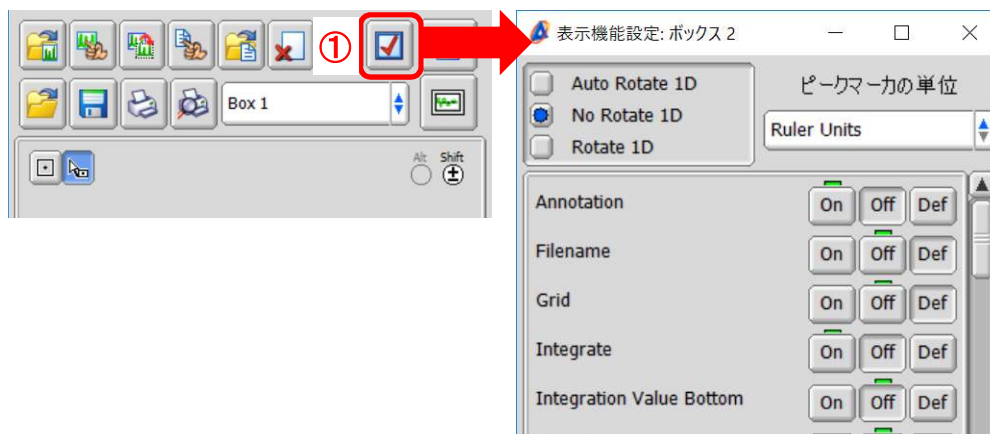 ①
Box 1
Alt Shift
表示機能設定: ボックス 2
Auto Rotate 1D
No Rotate 1D
Rotate 1D
ピークマーカの単位
Ruler Units
Annotation On Off Def
Filename On Off Def
Grid On Off Def
Integrate On Off Def
Integration Value Bottom On Off Def